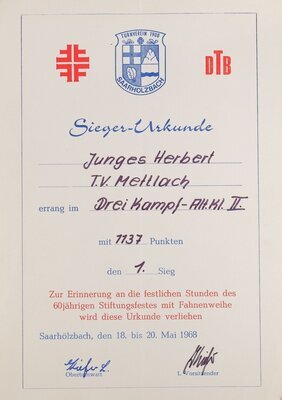 TURNVEREIN 1908
SAARHÖLZBACH
DTB
Sieger-Urkunde
Junges Herbert
T.V. Mettlach
errang im Drei Kampf-Alt.Kl. II.
mit 1137 Punkten
den 1. Sieg
Zur Erinnerung an die festlichen Stunden des
60jährigen Stiftungsfestes mit Fahnenweihe
wird diese Urkunde verliehen
Saarhölzbach, den 18. bis 20. Mai 1968
Oberturnwart
1. Vorsitzender